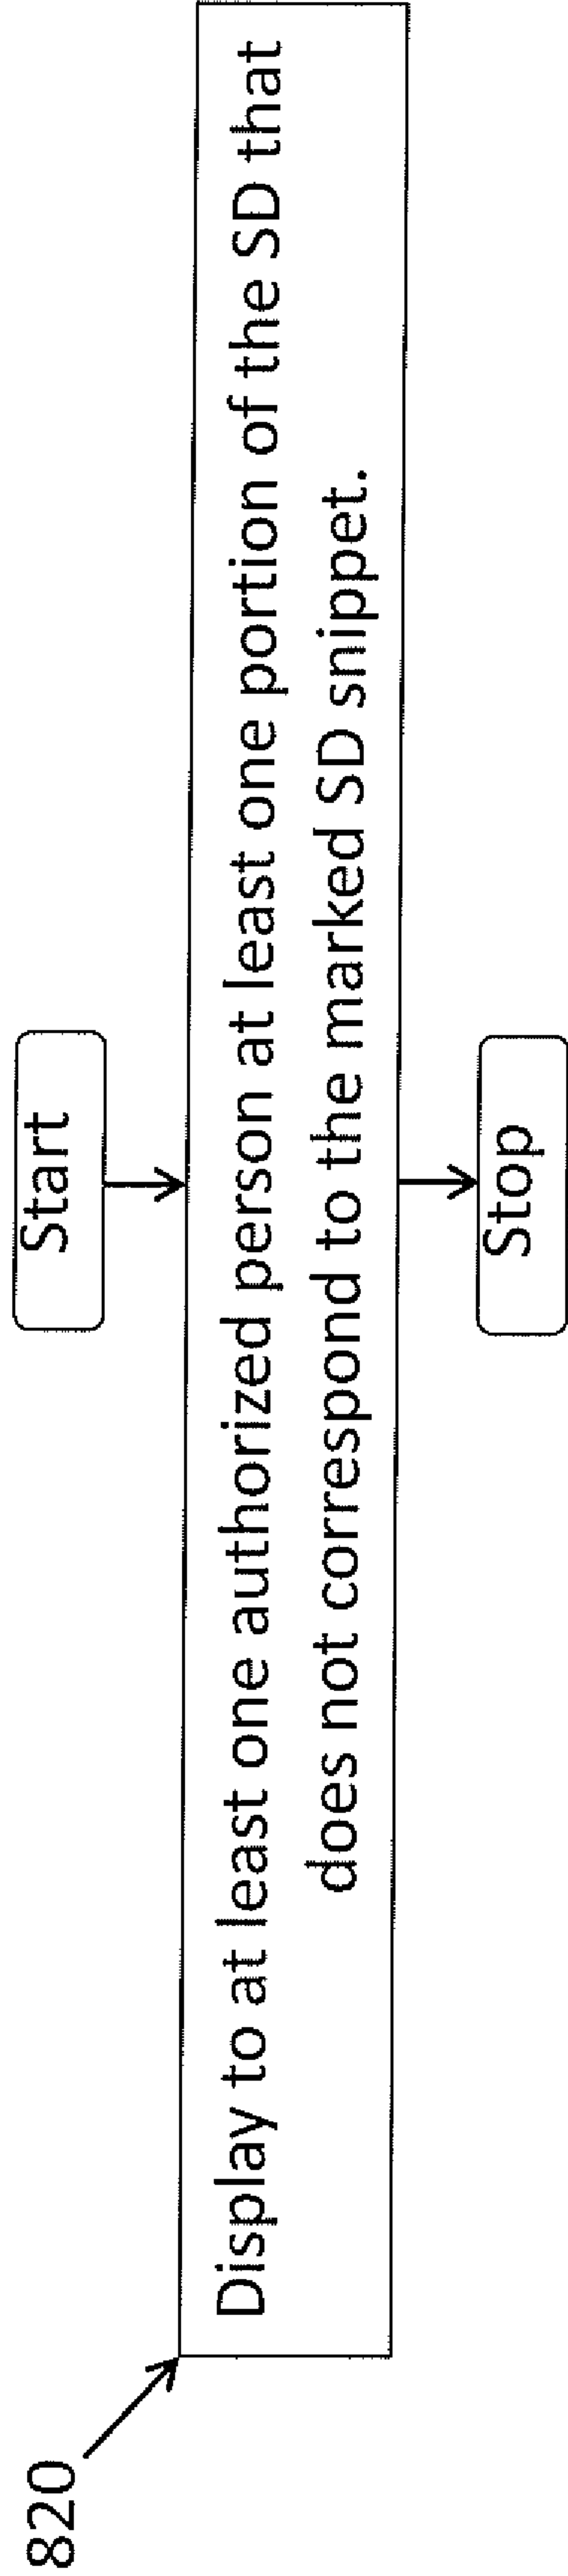 820
Start
Display to at least one authorized person at least one portion of the SD that
does not correspond to the marked SD snippet.
Stop